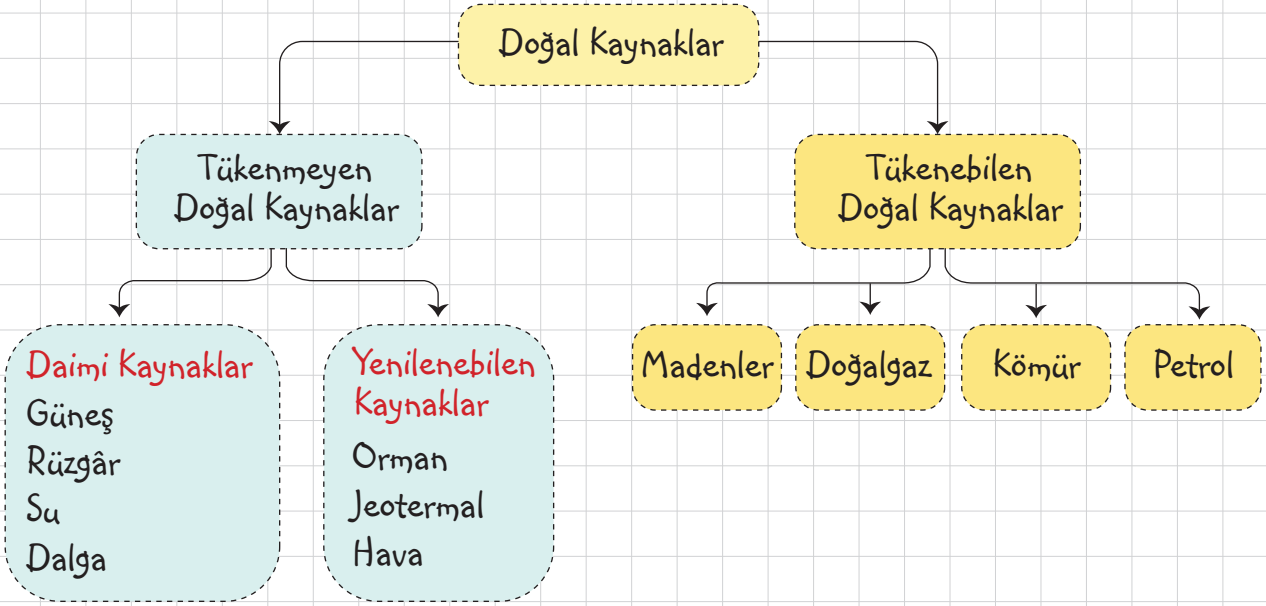 Doğal Kaynaklar
Tükenmeyen
Doğal Kaynaklar
Tükenebilen
Doğal Kaynaklar
Daimi Kaynaklar
Güneş
Rüzgâr
Su
Dalga
Yenilenebilen
Kaynaklar
Orman
Jeotermal
Hava
Madenler
Doğalgaz
Kömür
Petrol